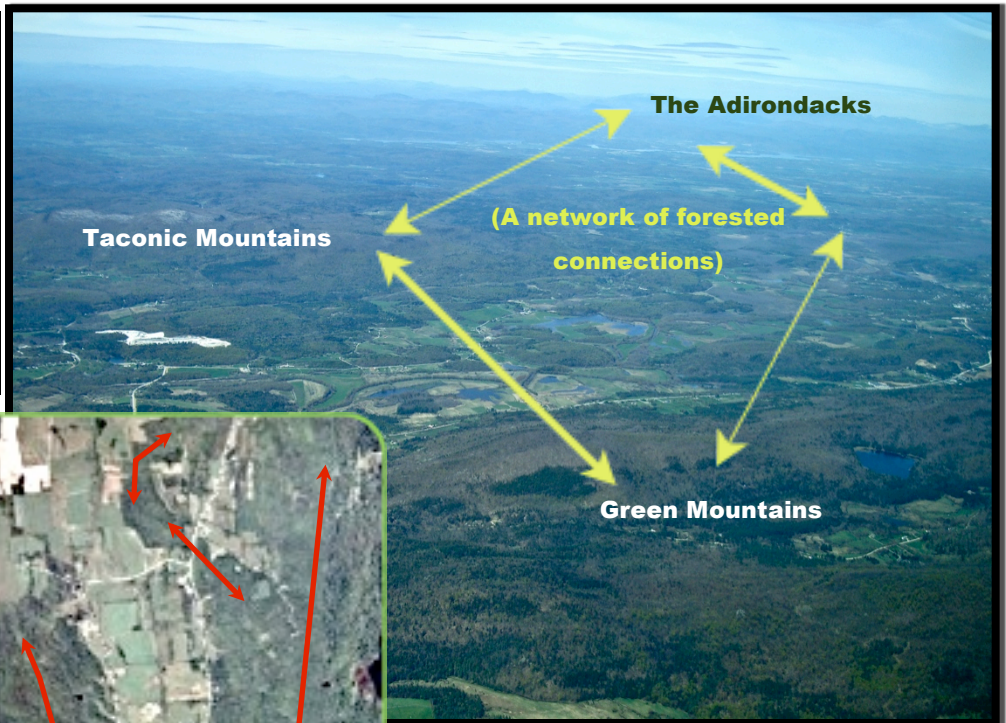 The Adirondacks
(A network of forested
connections)
Taconic Mountains
Green Mountains